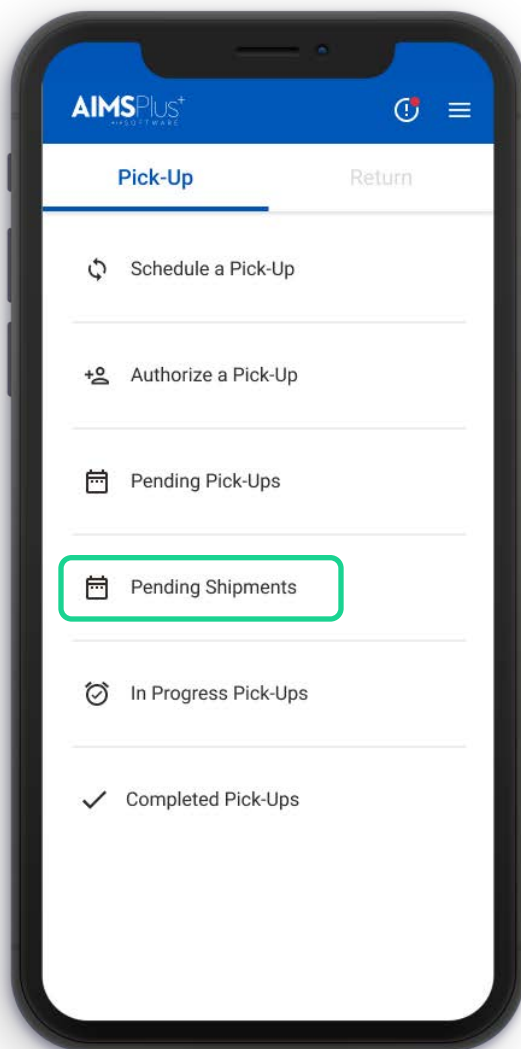 AIMSPlus+
SOFTWARE
Pick-Up
Return
Schedule a Pick-Up
Authorize a Pick-Up
Pending Pick-Ups
Pending Shipments
In Progress Pick-Ups
Completed Pick-Ups